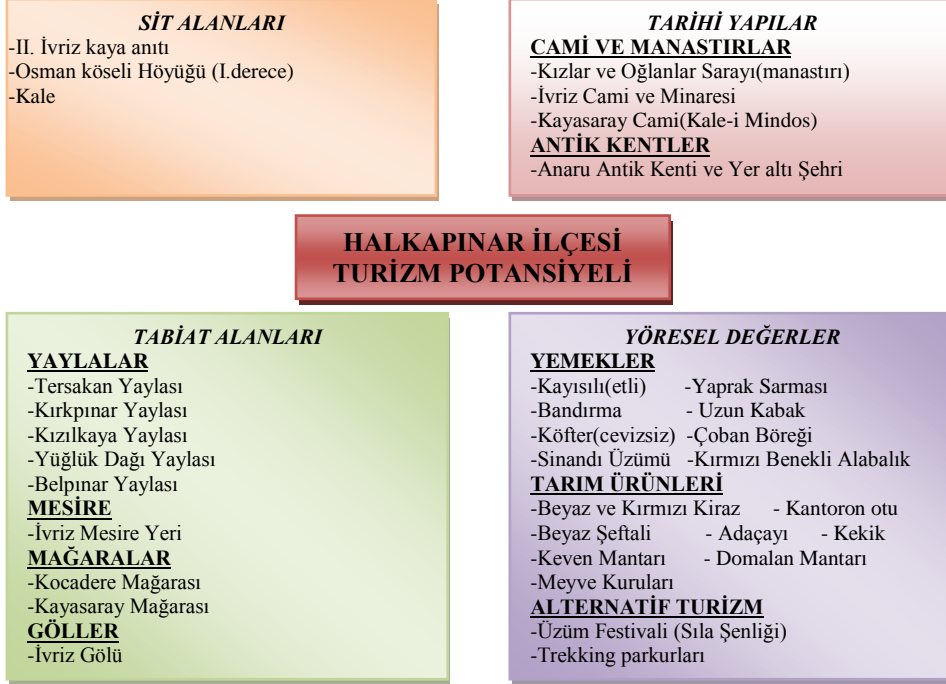 SİT ALANLARI
-II. İvriz kaya anıtı
-Osman köseli Höyüğü (I.derece)
-Kale
TARİHİ YAPILAR
CAMİ VE MANASTIRLAR
-Kızlar ve Oğlanlar Sarayı(manastırı)
-İvriz Cami ve Minaresi
-Kayasaray Cami(Kale-i Mindos)
ANTİK KENTLER
-Anaru Antik Kenti ve Yer altı Şehri
HALKAPINAR İLÇESİ
TURİZM POTANSİYELİ
TABİAT ALANLARI
YAYLALAR
-Tersakan Yaylası
-Kırkpınar Yaylası
-Kızılkaya Yaylası
-Yüğlük Dağı Yaylası
-Belpınar Yaylası
MESİRE
-İvriz Mesire Yeri
MAĞARALAR
-Kocadere Mağarası
-Kayasaray Mağarası
GÖLLER
-İvriz Gölü
YÖRESEL DEĞERLER
YEMEKLER
-Kayısılı(etli) -Yaprak Sarması
-Bandırma - Uzun Kabak
-Köfter(cevizsiz) -Çoban Böreği
-Sinandı Üzümü -Kırmızı Benekli Alabalık
TARIM ÜRÜNLERİ
-Beyaz ve Kırmızı Kiraz - Kantoron otu
-Beyaz Şeftali - Adaçayı - Kekik
-Keven Mantarı - Domalan Mantarı
-Meyve Kuruları
ALTERNATİF TURİZM
-Üzüm Festivali (Sıla Şenliği)
-Trekking parkurları